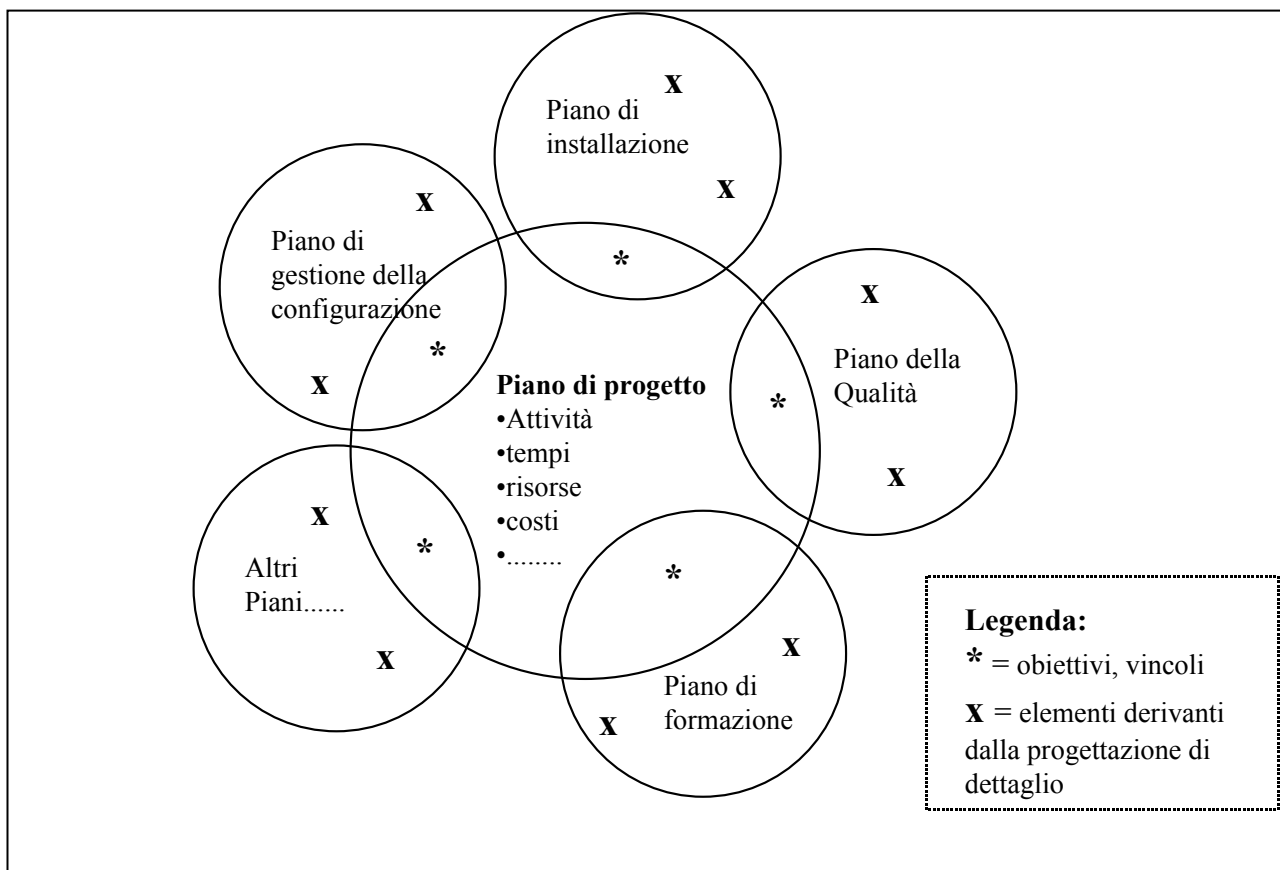 x
Piano di
installazione
x
*
x
Piano di
gestione della
configurazione
*
x
x
Piano della
Qualità
*
x
Piano di progetto
•Attività
•tempi
•risorse
•costi
•........
x
*
Altri
Piani......
x
*
x
Piano di
formazione
x
Legenda:
* = obiettivi, vincoli
x = elementi derivanti
dalla progettazione di
dettaglio